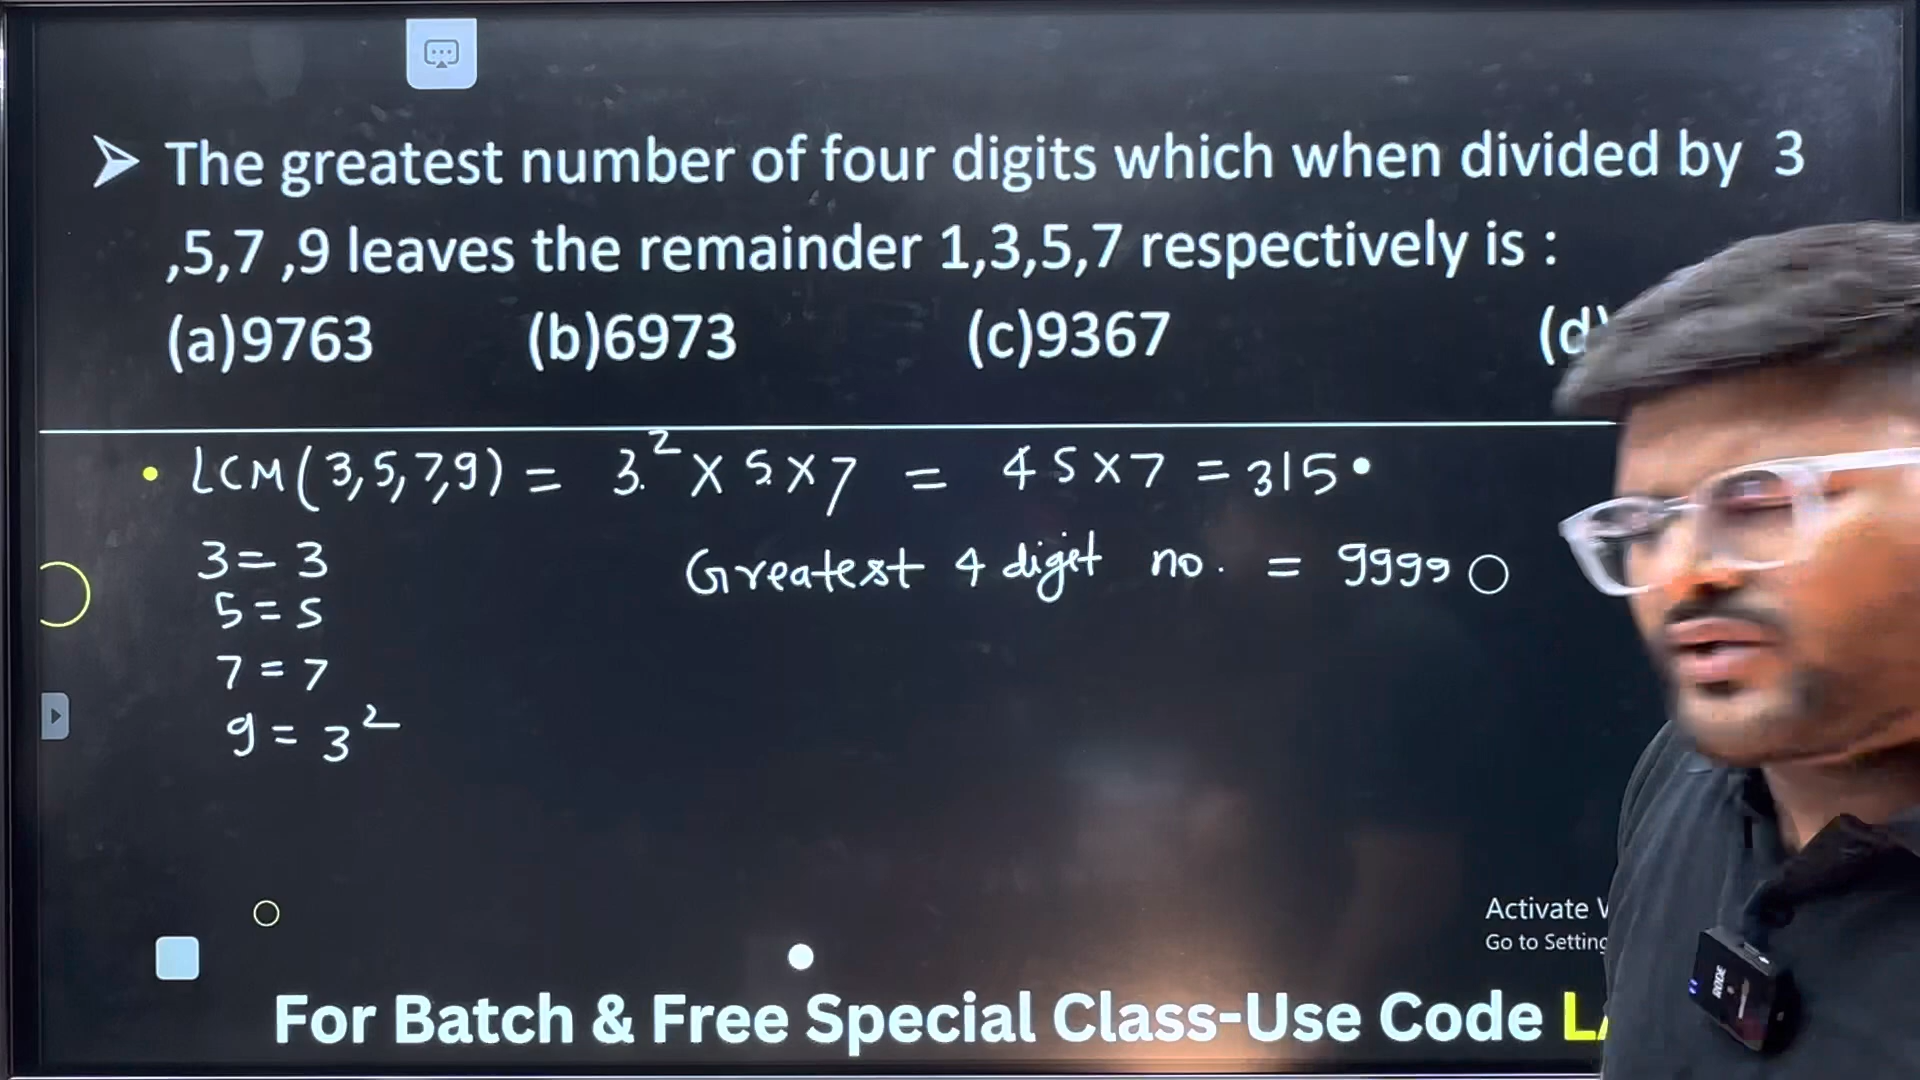 ➤ The greatest number of four digits which when divided by 3
,5,7 ,9 leaves the remainder 1,3,5,7 respectively is :
(a)9763 (b)6973 (c)9367 (d)
• LCM(3,5,7,9) = 3² × 5 × 7 = 45×7 = 315
3 = 3
5 = 5
7 = 7
9 = 3²
Greatest 4 digit no. = 9999
Activate
Go to Setting
RODE
For Batch & Free Special Class-Use Code